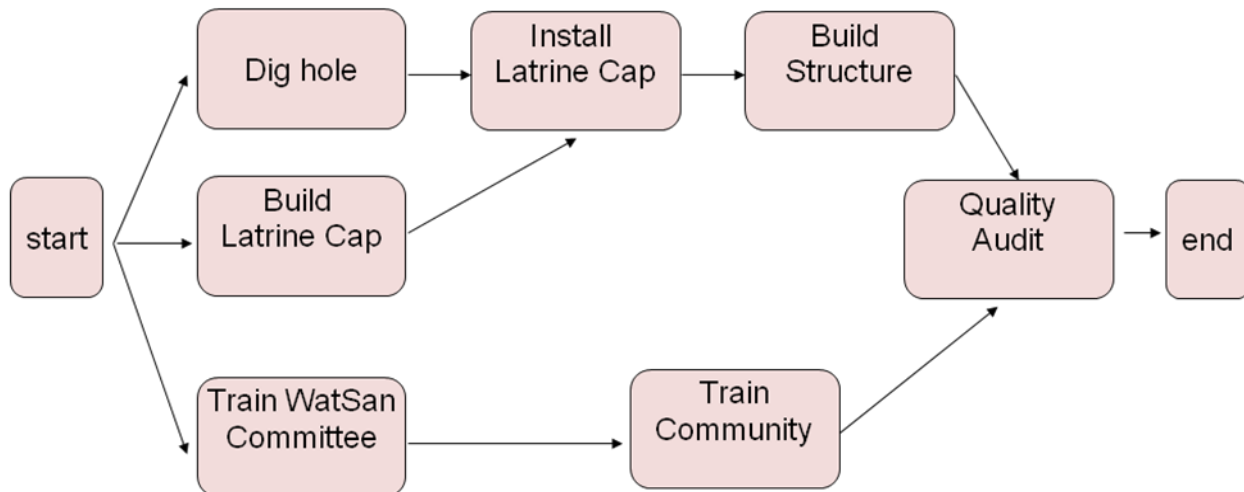 Dig hole
Install
Latrine Cap
Build
Structure
start
Build
Latrine Cap
Quality
Audit
end
Train WatSan
Committee
Train
Community